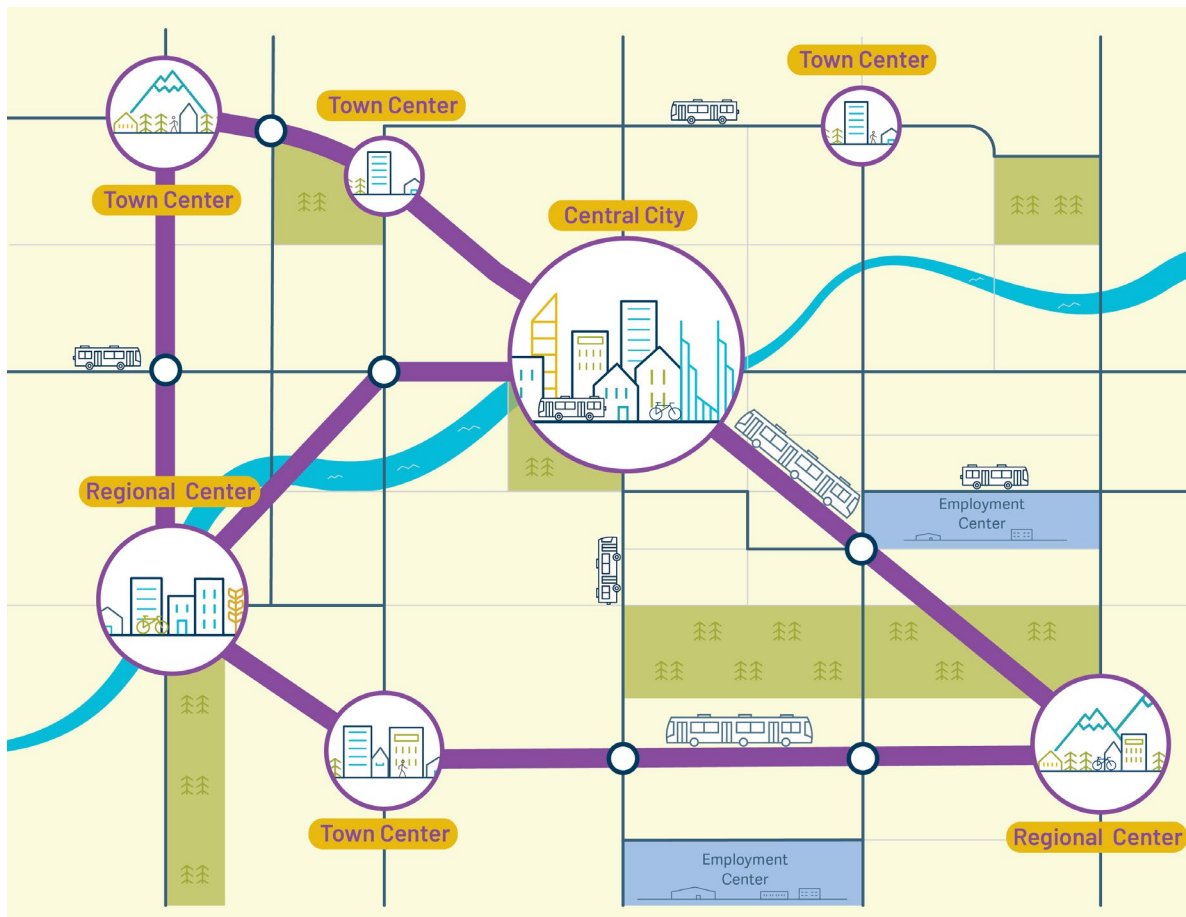 Town Center
Town Center
Town Center
Central City
Regional Center
Employment
Center
Town Center
Regional Center
Employment
Center